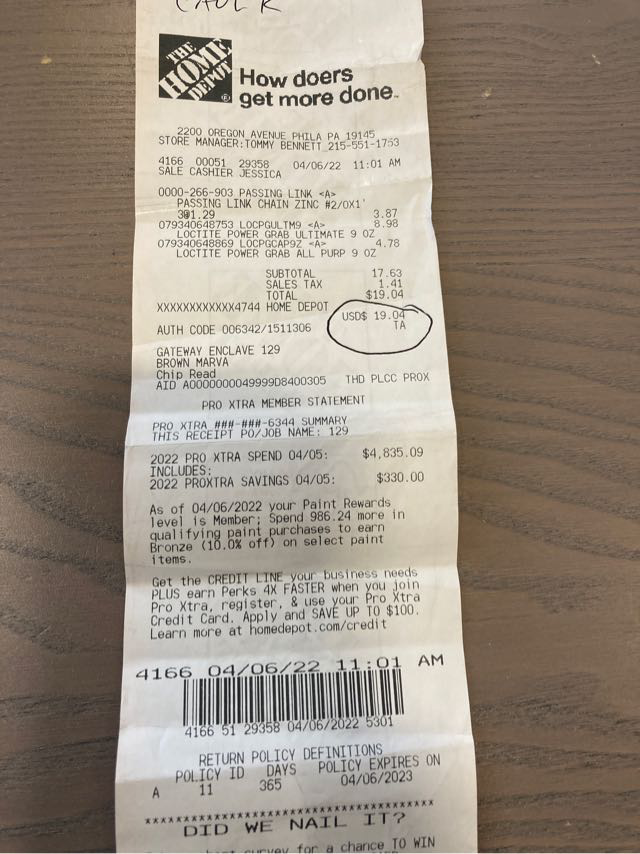 CAULK
THE
HOME
DEPOT
How doers
get more done™
2200 OREGON AVENUE PHILA PA 19145
STORE MANAGER:TOMMY BENNETT 215-551-1753
4166 00051 29358 04/06/22 11:01 AM
SALE CASHIER JESSICA
0000-266-903 PASSING LINK <A>
PASSING LINK CHAIN ZINC #2/0X1'
3@1.29 3.87
079340648753 LOCPGULTM9 <A> 8.98
LOCTITE POWER GRAB ULTIMATE 9 OZ
079340648869 LOCPGCAP9Z <A> 4.78
LOCTITE POWER GRAB ALL PURP 9 OZ
SUBTOTAL 17.63
SALES TAX 1.41
TOTAL $19.04
XXXXXXXXXXXX4744 HOME DEPOT
USD$ 19.04
AUTH CODE 006342/1511306 TA
GATEWAY ENCLAVE 129
BROWN MARVA
Chip Read
AID A0000000049999D8400305 THD PLCC PROX
PRO XTRA MEMBER STATEMENT
PRO XTRA ###-###-6344 SUMMARY
THIS RECEIPT PO/JOB NAME: 129
2022 PRO XTRA SPEND 04/05: $4,835.09
INCLUDES:
2022 PROXTRA SAVINGS 04/05: $330.00
As of 04/06/2022 your Paint Rewards
level is Member; Spend 986.24 more in
qualifying paint purchases to earn
Bronze (10.0% off) on select paint
items.
Get the CREDIT LINE your business needs
PLUS earn Perks 4X FASTER when you join
Pro Xtra, register, & use your Pro Xtra
Credit Card. Apply and SAVE UP TO $100.
Learn more at homedepot.com/credit
4166 04/06/22 11:01 AM
4166 51 29358 04/06/2022 5301
RETURN POLICY DEFINITIONS
POLICY ID DAYS POLICY EXPIRES ON
A 11 365 04/06/2023
****************************************
DID WE NAIL IT?
survey for a chance TO WIN